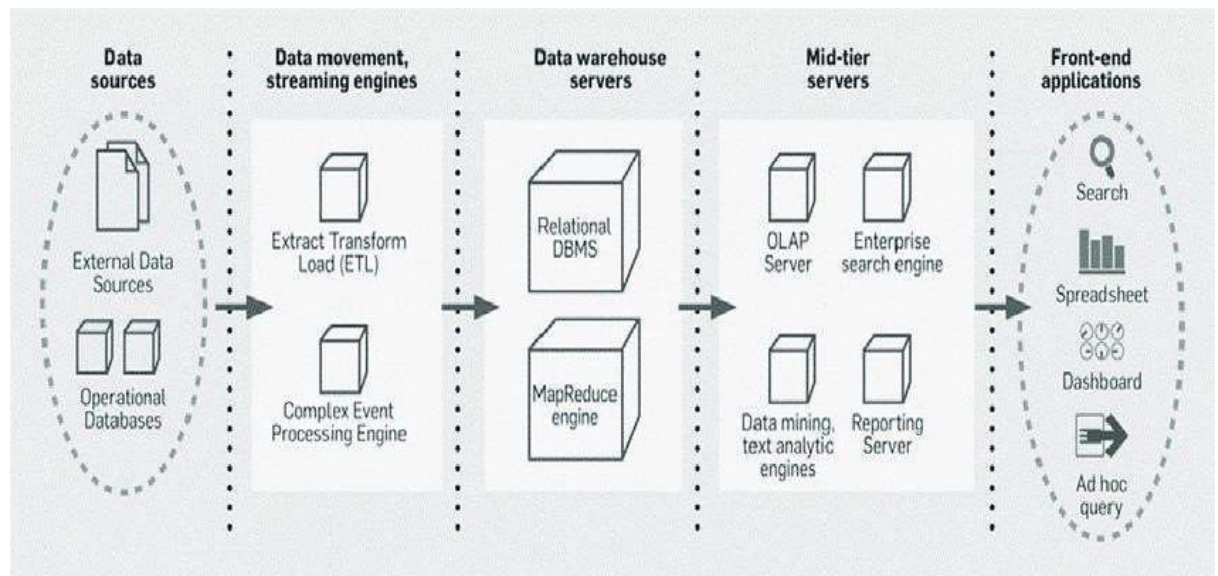 Data
sources
Data movement,
streaming engines
Data warehouse
servers
Mid-tier
servers
Front-end
applications
External Data
Sources
Operational
Databases
Extract Transform
Load (ETL)
Complex Event
Processing Engine
Relational
DBMS
MapReduce
engine
OLAP
Server
Enterprise
search engine
Data mining,
text analytic
engines
Reporting
Server
Search
Spreadsheet
Dashboard
Ad hoc
query